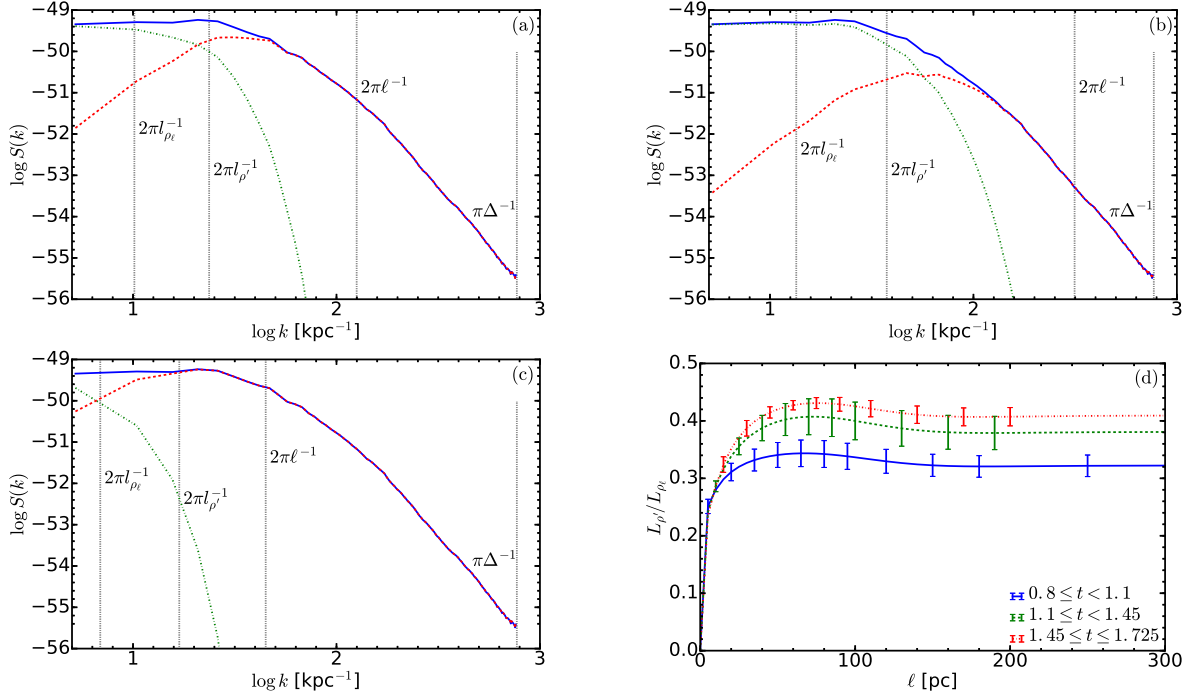 (a)
−49
−50
−51
−52
−53
−54
−55
−56
log S(k)
2πℓ⁻¹
2πl_{ρ_ℓ}⁻¹
2πl_{ρ′}⁻¹
πΔ⁻¹
1 2 3
log k [kpc⁻¹]
(b)
−49
−50
−51
−52
−53
−54
−55
−56
log S(k)
2πℓ⁻¹
2πl_{ρ_ℓ}⁻¹
2πl_{ρ′}⁻¹
πΔ⁻¹
1 2 3
log k [kpc⁻¹]
(c)
−49
−50
−51
−52
−53
−54
−55
−56
log S(k)
2πℓ⁻¹
2πl_{ρ_ℓ}⁻¹
2πl_{ρ′}⁻¹
πΔ⁻¹
1 2 3
log k [kpc⁻¹]
(d)
0.5
0.4
0.3
0.2
0.1
0.0
L_{ρ′}/L_{ρ_ℓ}
0.8 ≤ t < 1.1
1.1 ≤ t < 1.45
1.45 ≤ t ≤ 1.725
0 100 200 300
ℓ [pc]